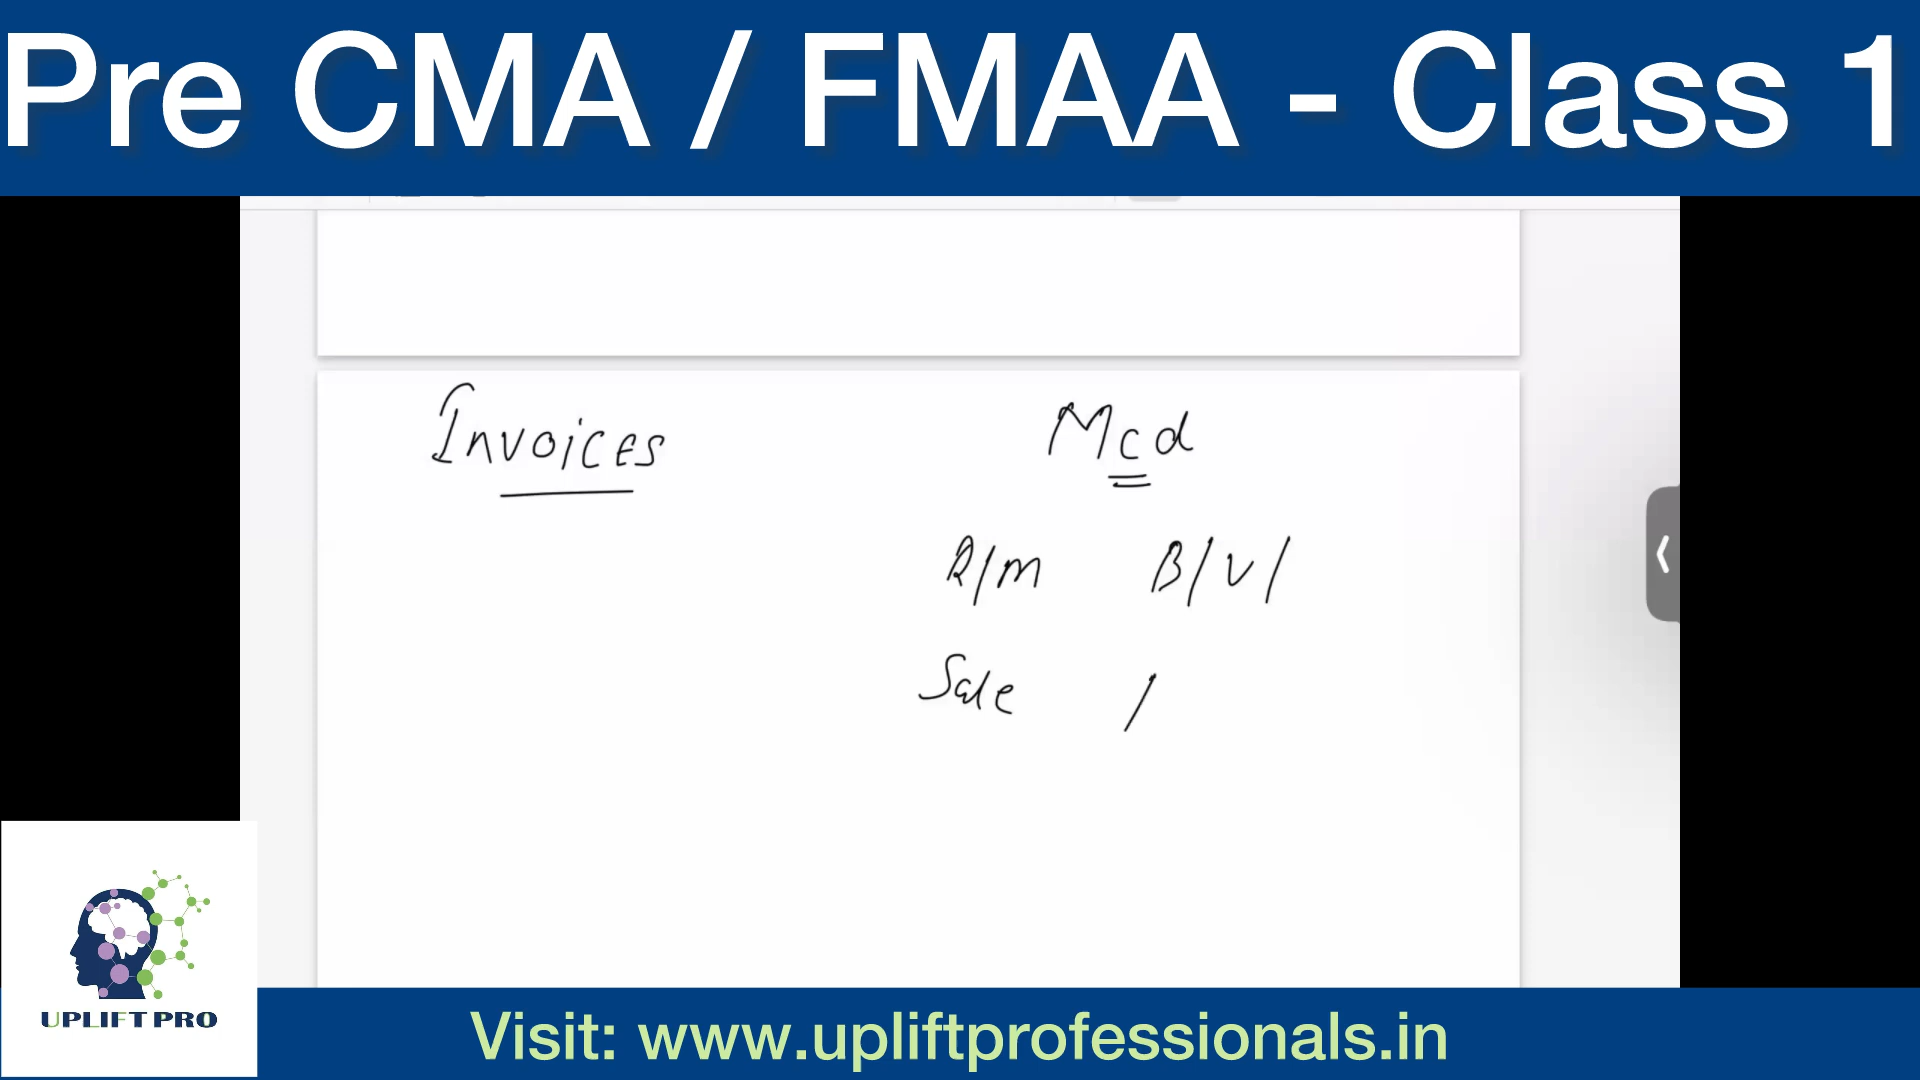 Pre CMA / FMAA - Class 1
Invoices
Mcd
R/m B/V/
Sale /
UPLIFT PRO
Visit: www.upliftprofessionals.in